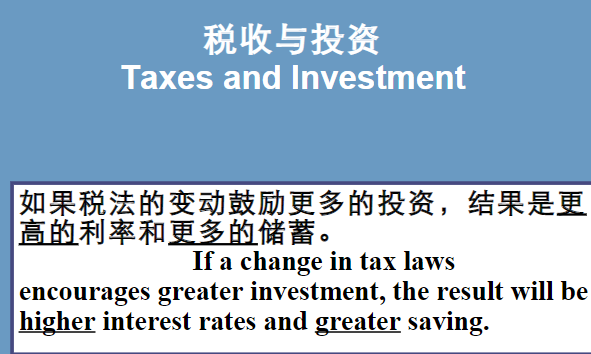 税收与投资
Taxes and Investment
如果税法的变动鼓励更多的投资，结果是更
高的利率和更多的储蓄。
If a change in tax laws
encourages greater investment, the result will be
higher interest rates and greater saving.